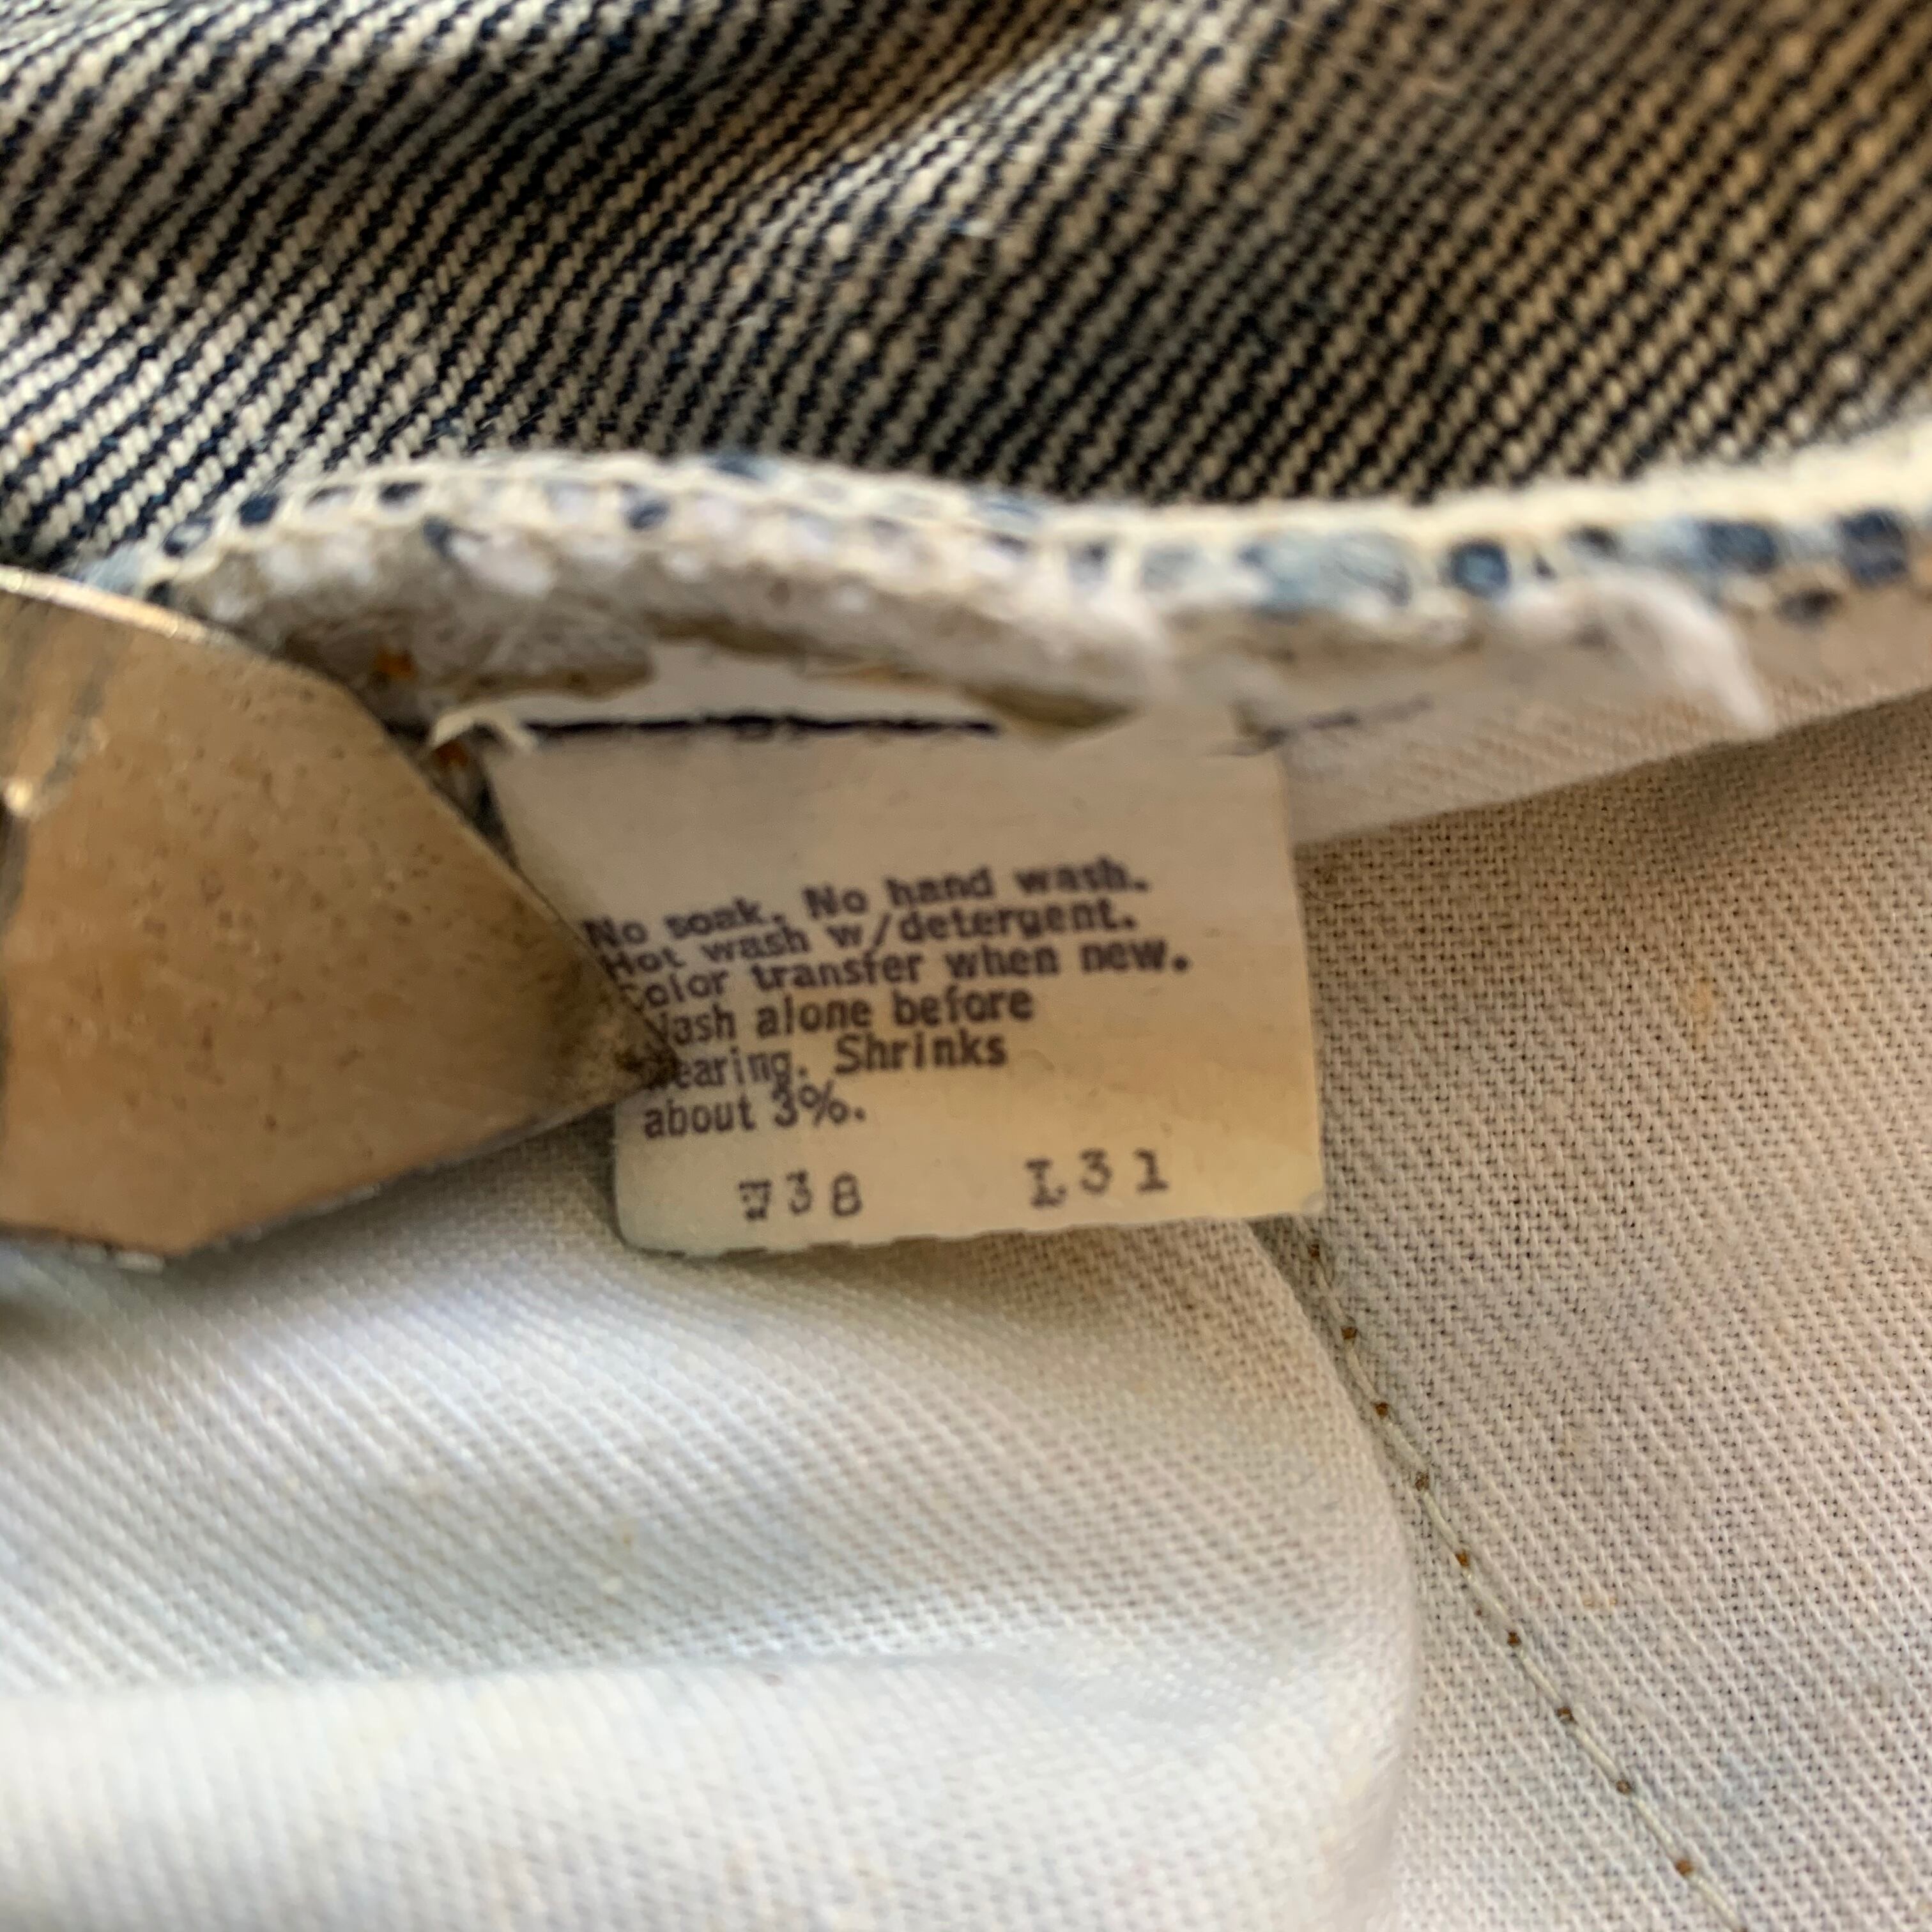 No soak. No hand wash.
Hot wash w/detergent.
Color transfer when new.
Wash alone before
wearing. Shrinks
about 3%.
W38 L31